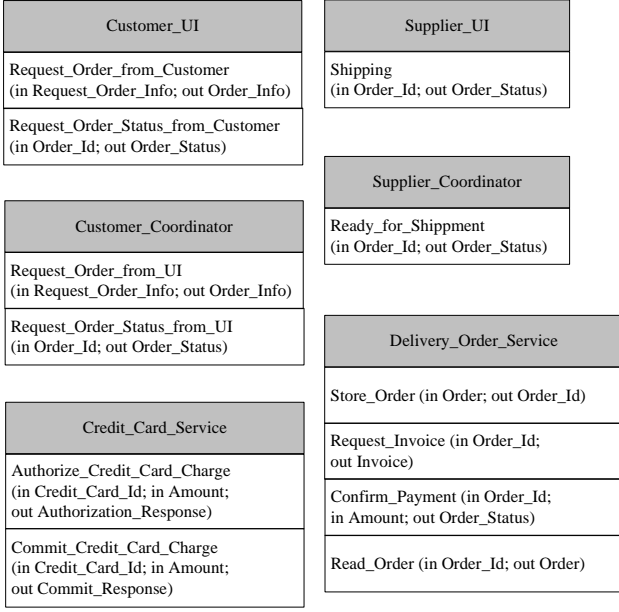 Customer_UI
Request_Order_from_Customer
(in Request_Order_Info; out Order_Info)
Request_Order_Status_from_Customer
(in Order_Id; out Order_Status)
Supplier_UI
Shipping
(in Order_Id; out Order_Status)
Supplier_Coordinator
Ready_for_Shippment
(in Order_Id; out Order_Status)
Customer_Coordinator
Request_Order_from_UI
(in Request_Order_Info; out Order_Info)
Request_Order_Status_from_UI
(in Order_Id; out Order_Status)
Delivery_Order_Service
Store_Order (in Order; out Order_Id)
Request_Invoice (in Order_Id;
out Invoice)
Confirm_Payment (in Order_Id;
in Amount; out Order_Status)
Read_Order (in Order_Id; out Order)
Credit_Card_Service
Authorize_Credit_Card_Charge
(in Credit_Card_Id; in Amount;
out Authorization_Response)
Commit_Credit_Card_Charge
(in Credit_Card_Id; in Amount;
out Commit_Response)